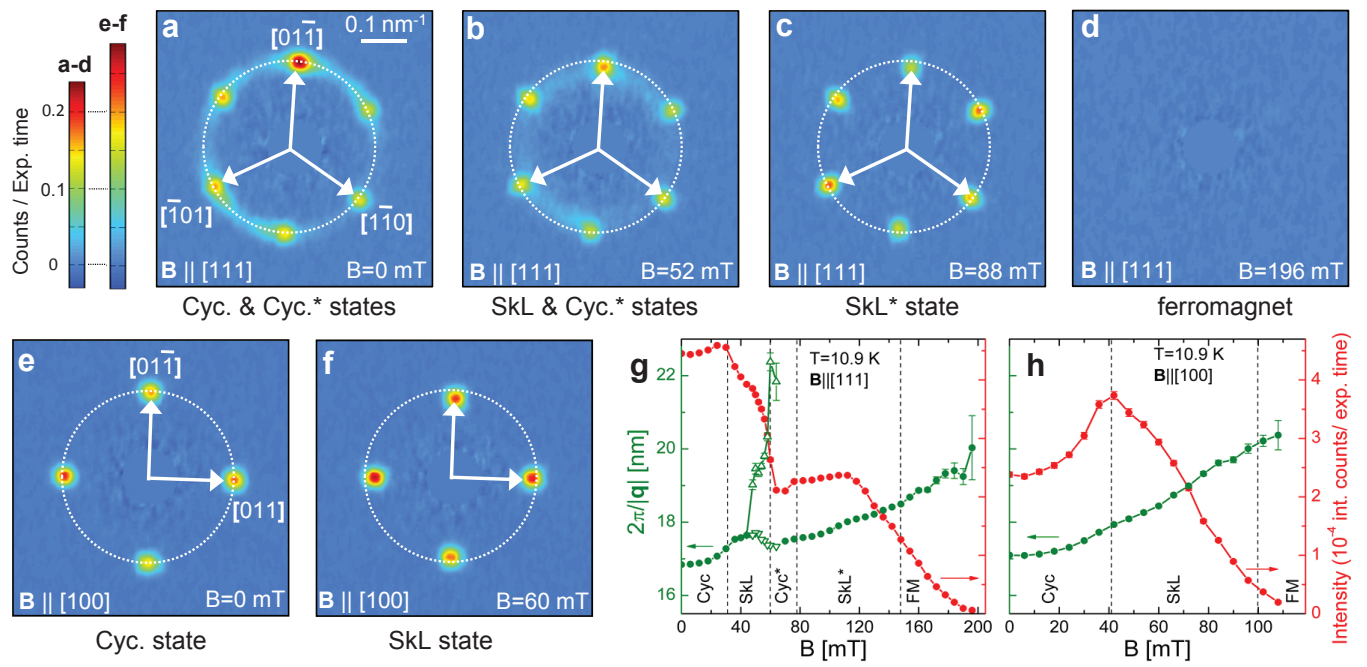 e-f
a-d
0.2
0.1
0
Counts / Exp. time
a
0.1 nm⁻¹
[01̅1̅]
[1̅01]
[11̅0]
B || [111]
B=0 mT
Cyc. & Cyc.* states
b
B || [111]
B=52 mT
SkL & Cyc.* states
c
B || [111]
B=88 mT
SkL* state
d
B || [111]
B=196 mT
ferromagnet
e
[011̅]
[011]
B || [100]
B=0 mT
Cyc. state
f
B || [100]
B=60 mT
SkL state
g
T=10.9 K
B||[111]
2π/|q| [nm]
22
20
18
16
Cyc
SkL
Cyc*
SkL*
FM
0
40
80
120
160
200
B [mT]
h
T=10.9 K
B||[100]
Cyc
SkL
FM
0
20
40
60
80
100
B [mT]
4
3
2
1
0
Intensity (10⁻⁴ int. counts/ exp. time)